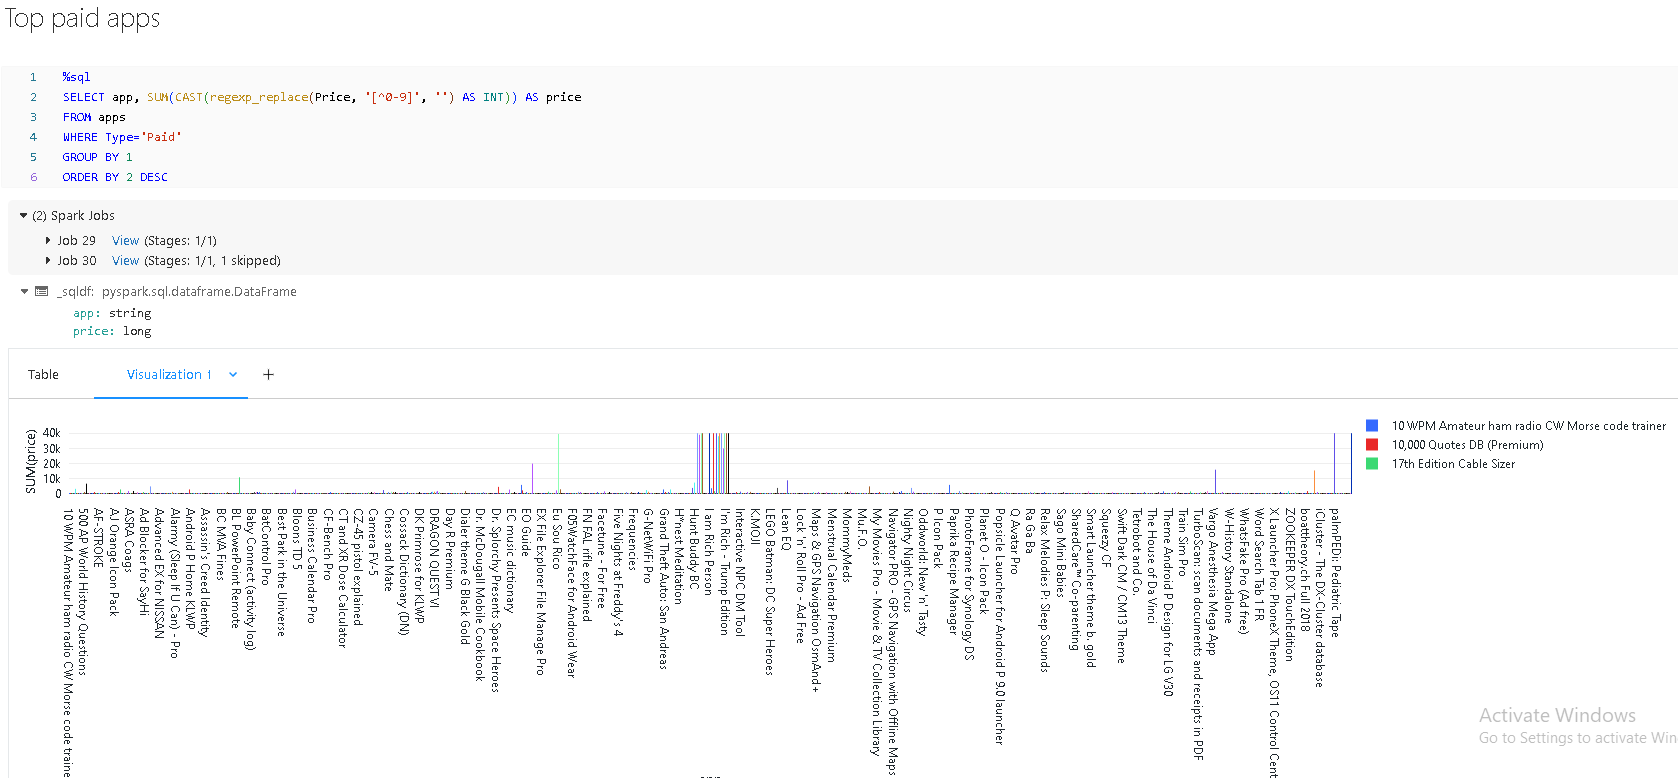 Top paid apps
1 %sql
2 SELECT app, SUM(CAST(regexp_replace(Price, '[^0-9]', '') AS INT)) AS price
3 FROM apps
4 WHERE Type='Paid'
5 GROUP BY 1
6 ORDER BY 2 DESC
(2) Spark Jobs
Job 29 View (Stages: 1/1)
Job 30 View (Stages: 1/1, 1 skipped)
_sqldf: pyspark.sql.dataframe.DataFrame
app: string
price: long
Table Visualization 1 +
SUM(price)
40k
30k
20k
10k
0
10 WPM Amateur ham radio CW Morse code traine
500 AP World History Questions
AF-STROKE
AJ Orange Icon Pack
ASRA Coags
Ad Blocker for SayHi
Advanced EX for NISSAN
Alarmy (Sleep If U Can) - Pro
Android P Home KLWP
Assassin's Creed Identity
BC MVA Fines
BL PowerPoint Remote
Baby Connect (activity log)
BatControl Pro
Best Park in the Universe
Bloons TD 5
Business Calendar Pro
CF-Bench Pro
CT and XR Dose Calculator
CZ-45 pistol explained
Camera FV-5
Chess and Mate
Cossack Dictionary (DN)
DK Primrose for KLWP
DRAGON QUEST VI
Day R Premium
Dialer theme G Black Gold
Dr. McDougall Mobile Cookbook
Dr. Splorchy Presents Space Heroes
EC music dictionary
EO Guide
EX File Explorer File Manage Pro
Eu Sou Rico
F05WatchFace for Android Wear
FN FAL rifle explained
Facetune - For Free
Five Nights at Freddy's 4
Frequencies
G-NetWiFi Pro
Grand Theft Auto: San Andreas
H*nest Meditation
Hunt Buddy BC
I am Rich Person
I'm Rich - Trump Edition
Interactive NPC DM Tool
K.MOJI
LEGO Batman: DC Super Heroes
Lean EQ
Lock 'n' Roll Pro - Ad Free
Maps & GPS Navigation OsmAnd+
Menstrual Calendar Premium
MommyMeds
Mu.F.O.
My Movies Pro - Movie & TV Collection Library
Navigator PRO - GPS Navigation with Offline Maps
Nighty Night Circus
Oddworld: New 'n' Tasty
P Icon Pack
Paprika Recipe Manager
PhotoFrame for Synology DS
Planet O - Icon Pack
Popsicle Launcher for Android P 9.0 launcher
Q Avatar Pro
Ra Ga Ba
Relax Melodies P: Sleep Sounds
Sago Mini Babies
SharedCare™ Co-parenting
Smart Launcher theme b. gold
Squeezy CF
Swift Dark CM / CM13 Theme
Tetrobot and Co.
The House of Da Vinci
Theme Android P Design for LG V30
Train Sim Pro
TurboScan: scan documents and receipts in PDF
Vargo Anesthesia Mega App
W-History Standalone
WhatsFake Pro (Ad free)
Word Search Tab 1 FR
X Launcher Pro: PhoneX Theme, OS11 Control Cent
ZOOKEEPER DX TouchEdition
boattheory.ch Full 2018
iCluster - The DX-Cluster database
palmPEDi: Pediatric Tape
10 WPM Amateur ham radio CW Morse code trainer
10,000 Quotes DB (Premium)
17th Edition Cable Sizer
Activate Windows
Go to Settings to activate Win